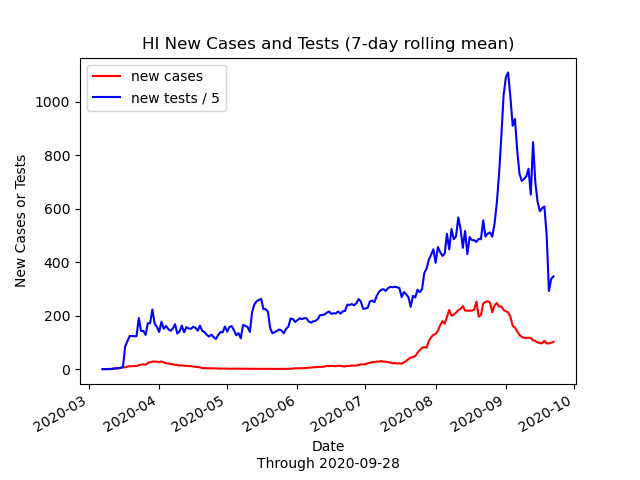 HI New Cases and Tests (7-day rolling mean)
new cases
new tests / 5
New Cases or Tests
1000
800
600
400
200
0
2020-03
2020-04
2020-05
2020-06
2020-07
2020-08
2020-09
2020-10
Date
Through 2020-09-28